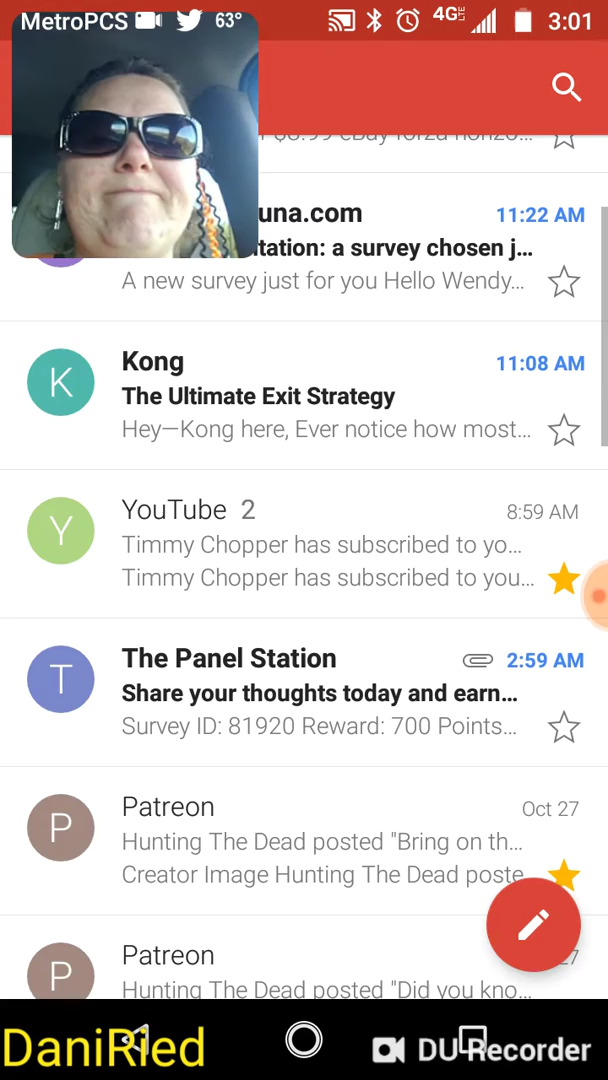 MetroPCS 63° 4G LTE 3:01
una.com 11:22 AM
tation: a survey chosen j...
A new survey just for you Hello Wendy...
K Kong 11:08 AM
The Ultimate Exit Strategy
Hey—Kong here, Ever notice how most...
Y YouTube 2 8:59 AM
Timmy Chopper has subscribed to yo...
Timmy Chopper has subscribed to you...
T The Panel Station 2:59 AM
Share your thoughts today and earn...
Survey ID: 81920 Reward: 700 Points...
P Patreon Oct 27
Hunting The Dead posted "Bring on th...
Creator Image Hunting The Dead poste
P Patreon 27
Hunting The Dead posted "Did you kno...
DaniRied DU Recorder